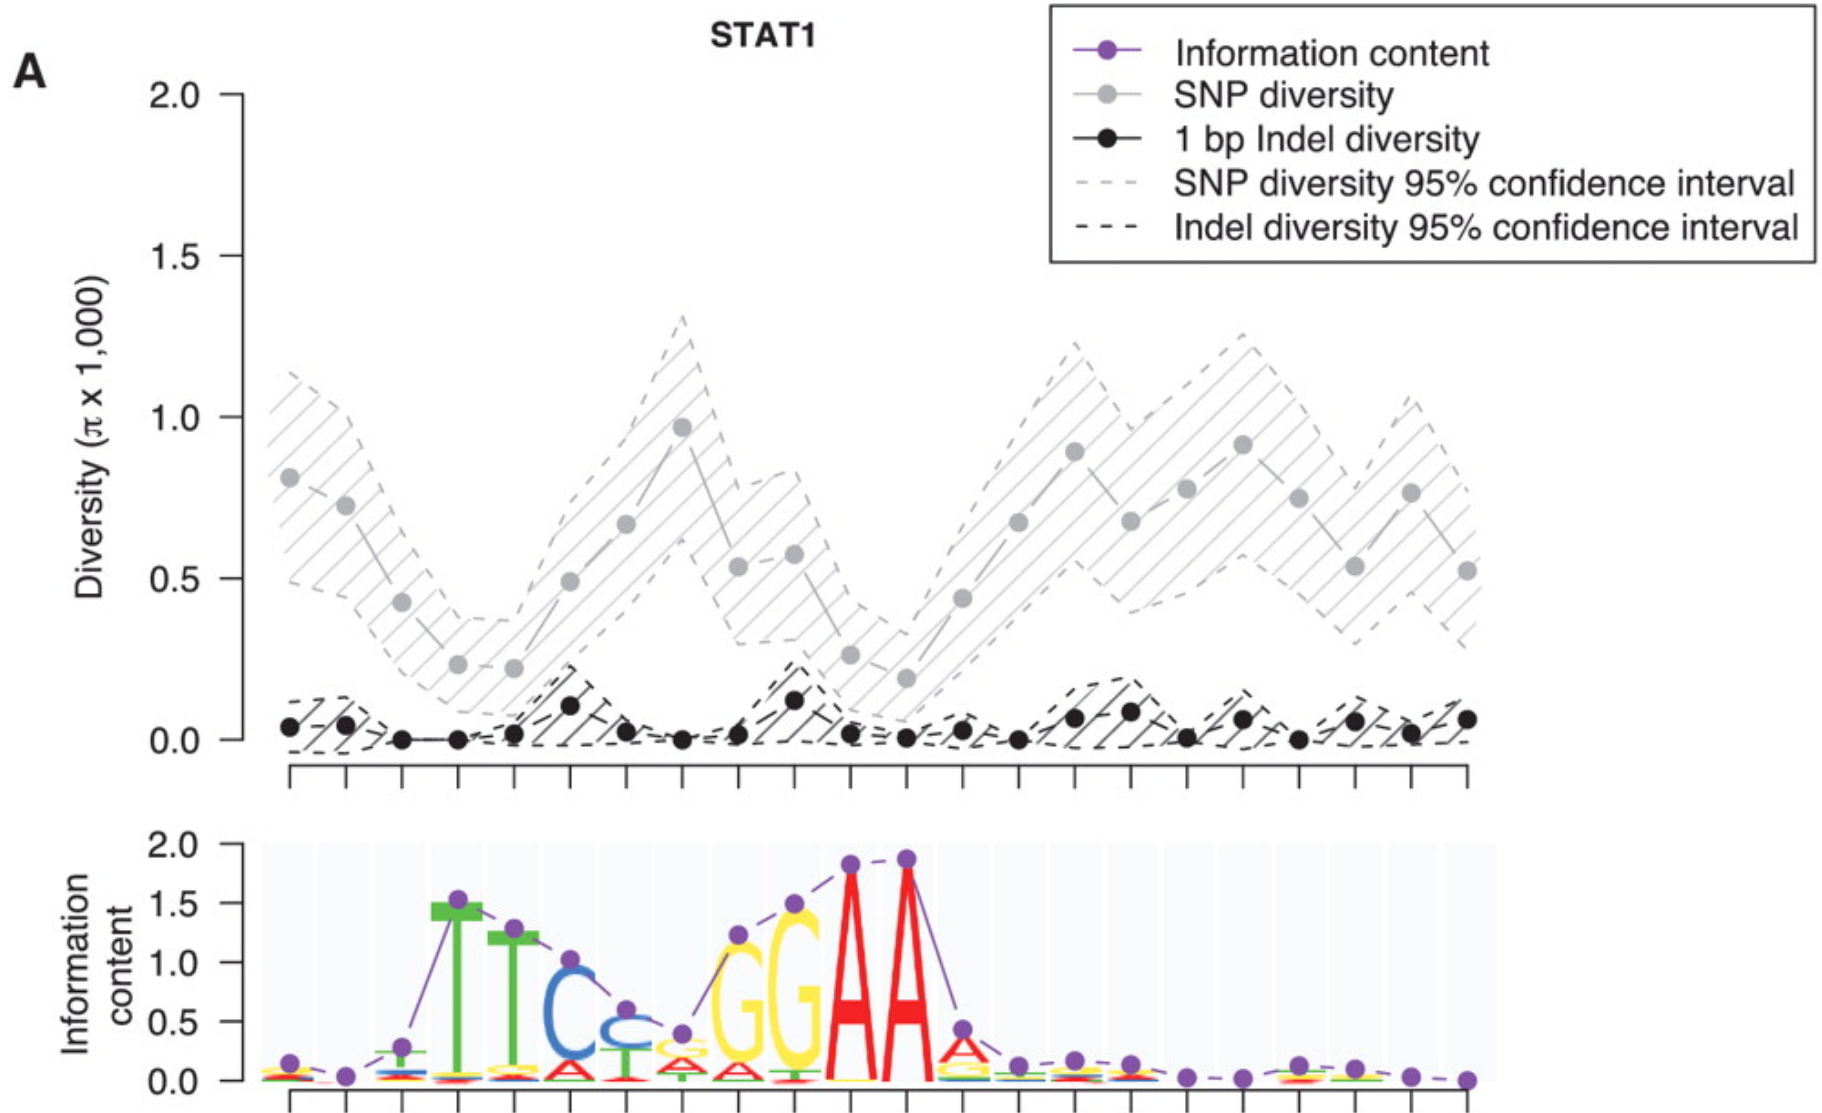 STAT1
A
Information content
SNP diversity
1 bp Indel diversity
SNP diversity 95% confidence interval
Indel diversity 95% confidence interval
Diversity (π x 1,000)
2.0
1.5
1.0
0.5
0.0
Information
content
2.0
1.5
1.0
0.5
0.0
T T C C G G G A A A